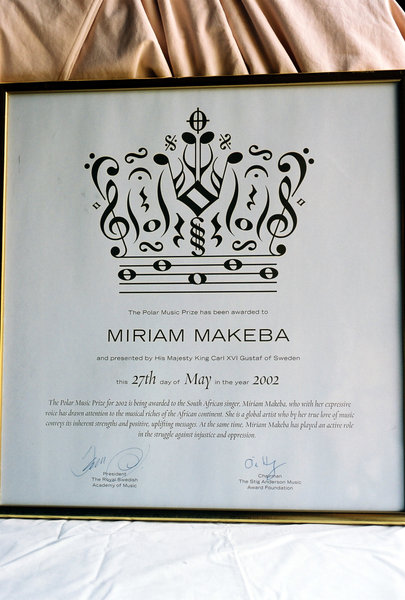 The Polar Music Prize has been awarded to
MIRIAM MAKEBA
and presented by His Majesty King Carl XVI Gustaf of Sweden
this 27th day of May in the year 2002
The Polar Music Prize for 2002 is being awarded to the South African singer, Miriam Makeba, who with her expressive
voice has drawn attention to the musical riches of the African continent. She is a global artist who by her true love of music
conveys its inherent strengths and positive, uplifting messages. At the same time, Miriam Makeba has played an active role
in the struggle against injustice and oppression.
President
The Royal Swedish
Academy of Music
Chairman
The Stig Anderson Music
Award Foundation